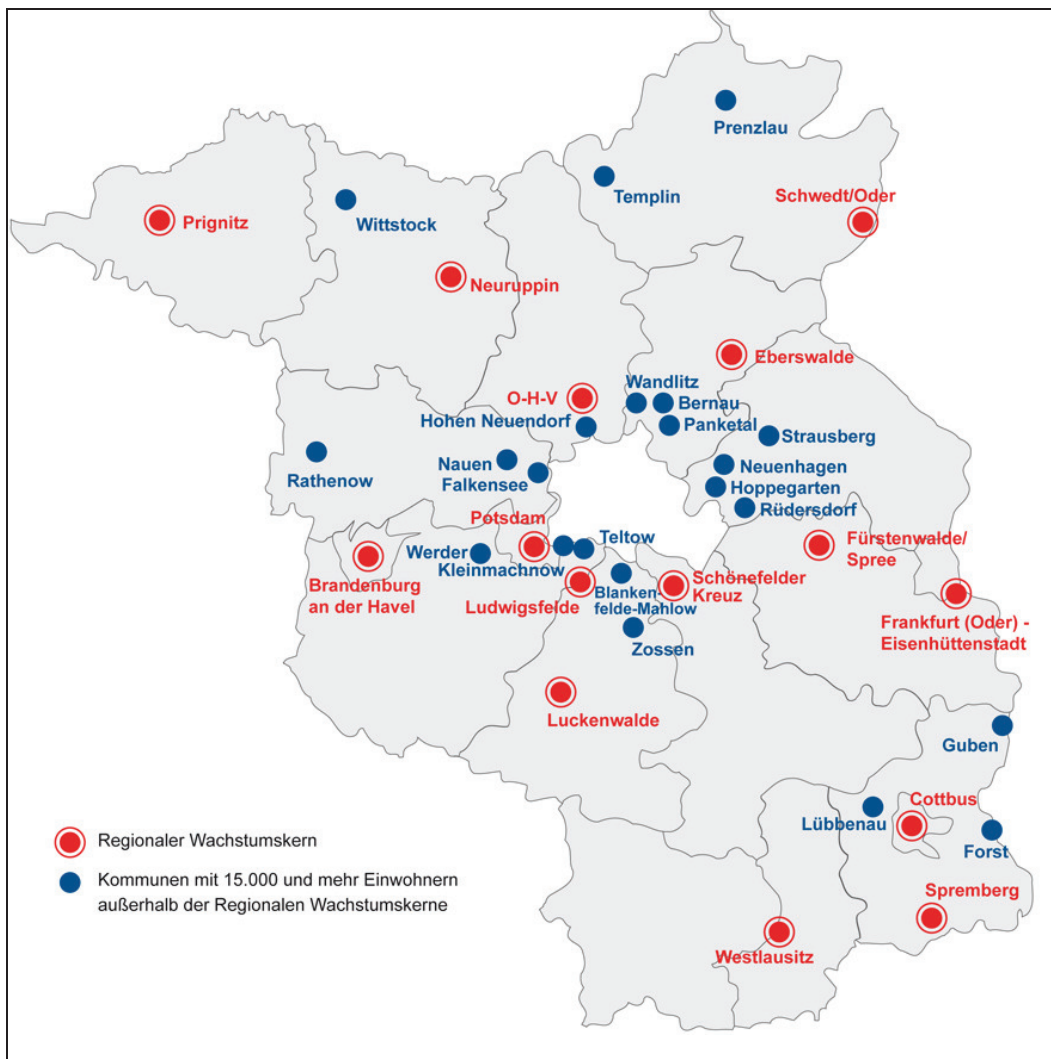 Prenzlau
Templin
Schwedt/Oder
Prignitz
Wittstock
Neuruppin
Eberswalde
Wandlitz
O-H-V
Bernau
Hohen Neuendorf
Panketal
Strausberg
Nauen
Neuenhagen
Rathenow
Falkensee
Hoppegarten
Rüdersdorf
Potsdam
Teltow
Fürstenwalde/
Spree
Werder
Kleinmachnow
Brandenburg
an der Havel
Ludwigsfelde
Blanken-
felde-Mahlow
Schönefelder
Kreuz
Frankfurt (Oder) -
Eisenhüttenstadt
Zossen
Luckenwalde
Guben
Cottbus
Lübbenau
Forst
Spremberg
Westlausitz
Regionaler Wachstumskern
Kommunen mit 15.000 und mehr Einwohnern
außerhalb der Regionalen Wachstumskerne